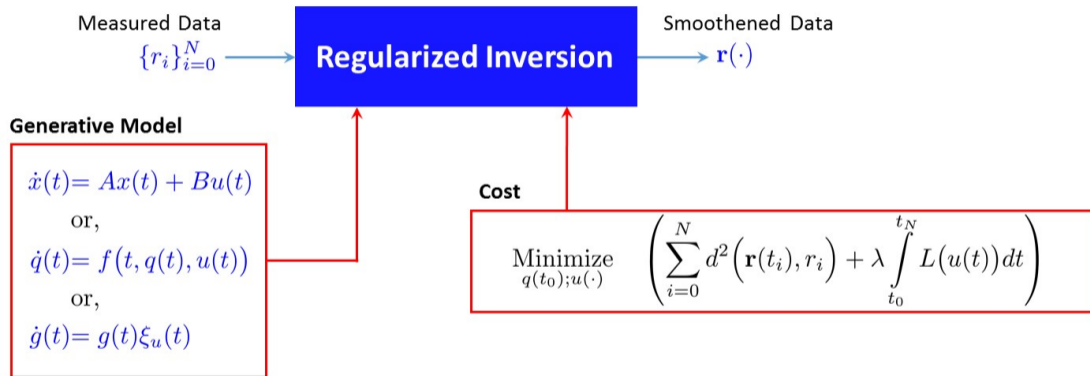 Measured Data
{r_i}_{i=0}^N
Regularized Inversion
Smoothened Data
r(·)
Generative Model
ẋ(t)= Ax(t) + Bu(t)
or,
q̇(t)= f(t, q(t), u(t))
or,
ġ(t)= g(t)ξ_u(t)
Cost
Minimize_{q(t_0);u(·)} ( ∑_{i=0}^N d²(r(t_i), r_i) + λ ∫_{t_0}^{t_N} L(u(t))dt )